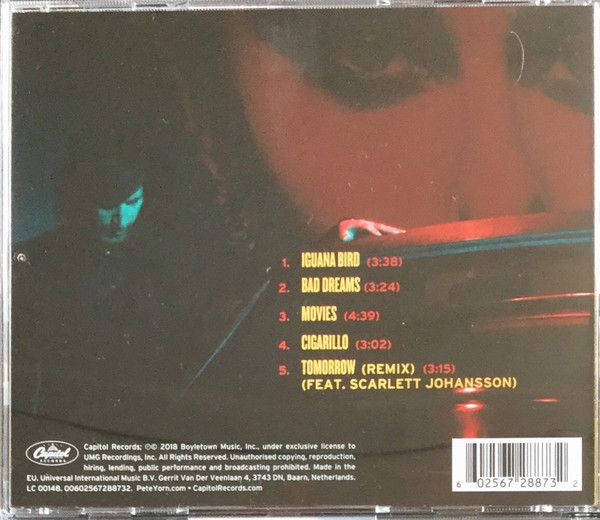 1. IGUANA BIRD (3:38)
2. BAD DREAMS (3:24)
3. MOVIES (4:39)
4. CIGARILLO (3:02)
5. TOMORROW (REMIX) (3:15)
(FEAT. SCARLETT JOHANSSON)
Capitol
RECORDS
Capitol Records; ℗© 2018 Boyletown Music, Inc., under exclusive license to
UMG Recordings, Inc. All Rights Reserved. Unauthorised copying, reproduction,
hiring, lending, public performance and broadcasting prohibited. Made in the
EU. Universal International Music B.V. Gerrit Van Der Veenlaan 4, 3743 DN, Baarn, Netherlands.
LC 00148. 00602567288732. PeteYorn.com • CapitolRecords.com
6 02567 28873 2